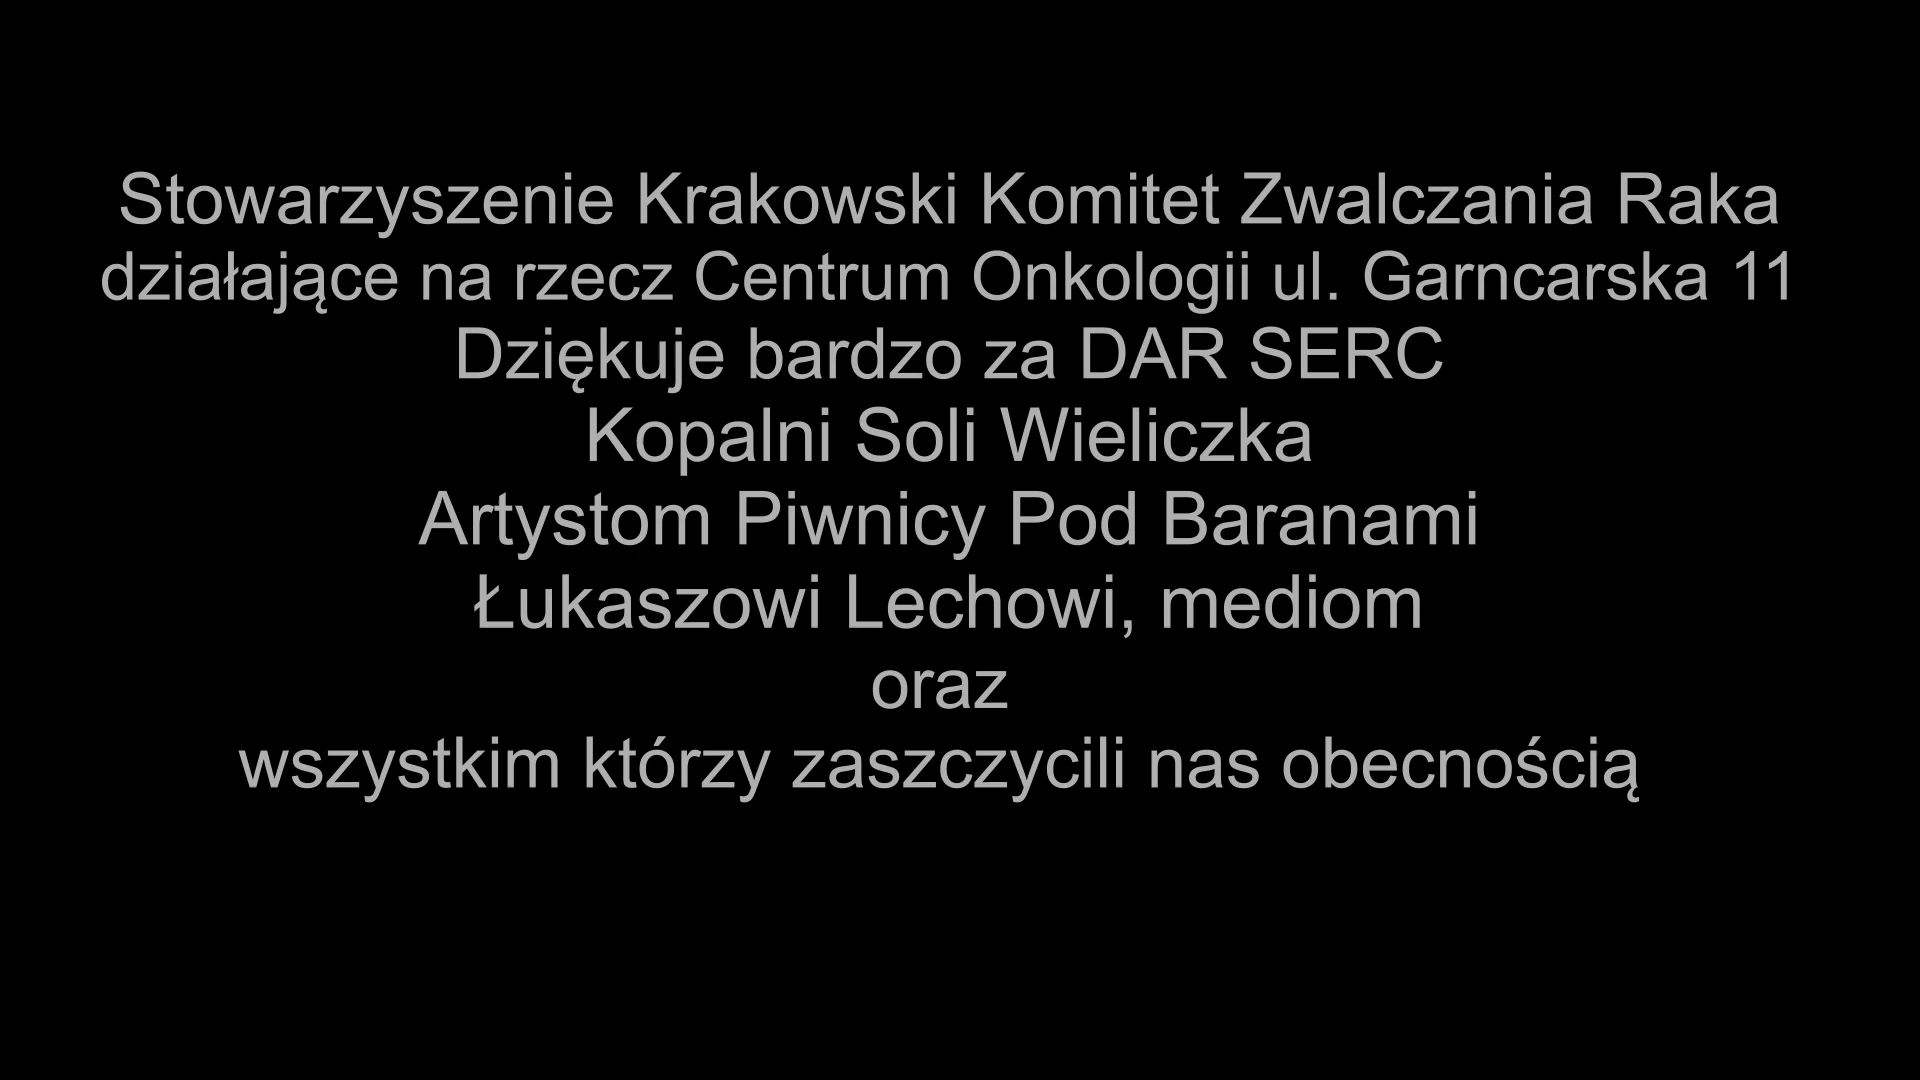 Stowarzyszenie Krakowski Komitet Zwalczania Raka
działające na rzecz Centrum Onkologii ul. Garncarska 11
Dziękuje bardzo za DAR SERC
Kopalni Soli Wieliczka
Artystom Piwnicy Pod Baranami
Łukaszowi Lechowi, mediom
oraz
wszystkim którzy zaszczycili nas obecnością